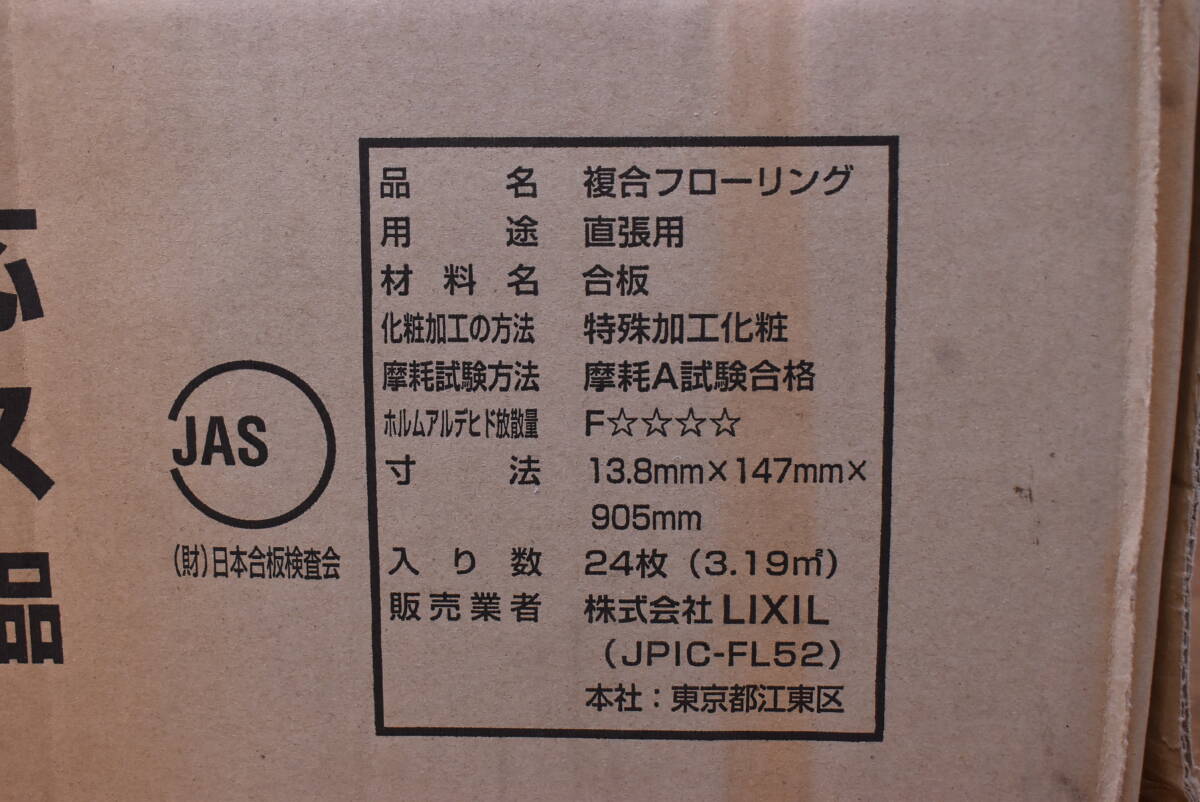 品名 複合フローリング
用途 直張用
材料名 合板
化粧加工の方法 特殊加工化粧
摩耗試験方法 摩耗A試験合格
ホルムアルデヒド放散量 F☆☆☆☆
寸法 13.8mm×147mm×
905mm
入り数 24枚（3.19㎡）
販売業者 株式会社 LIXIL
（JPIC-FL52）
本社：東京都江東区
JAS
（財）日本合板検査会
品